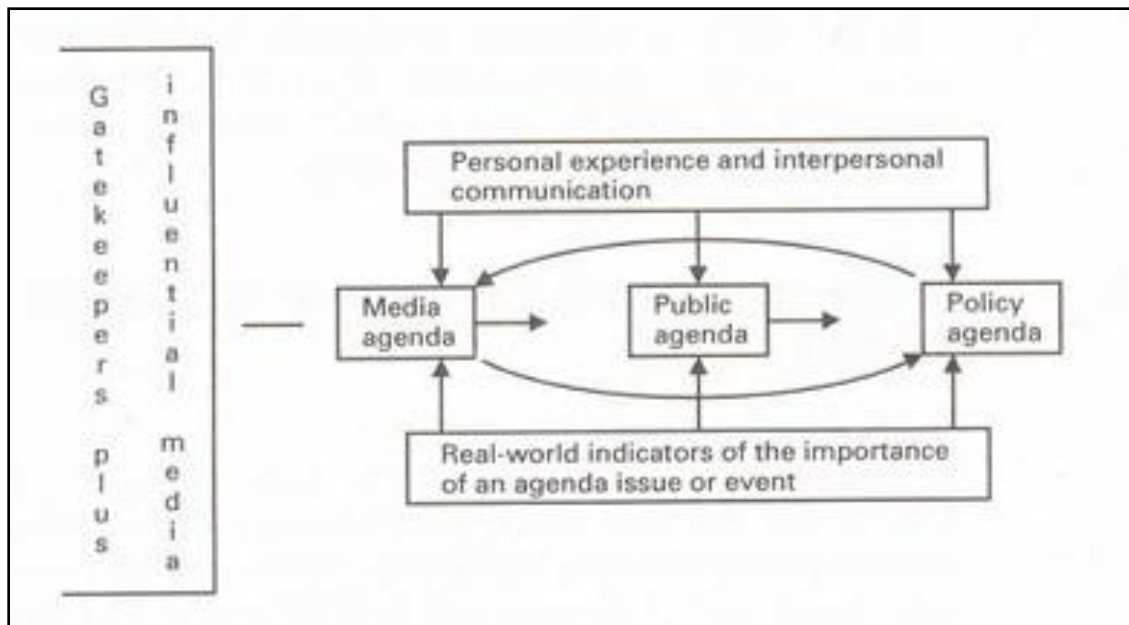 Gatekeepers plus
influential media
Personal experience and interpersonal
communication
Media
agenda
Public
agenda
Policy
agenda
Real-world indicators of the importance
of an agenda issue or event